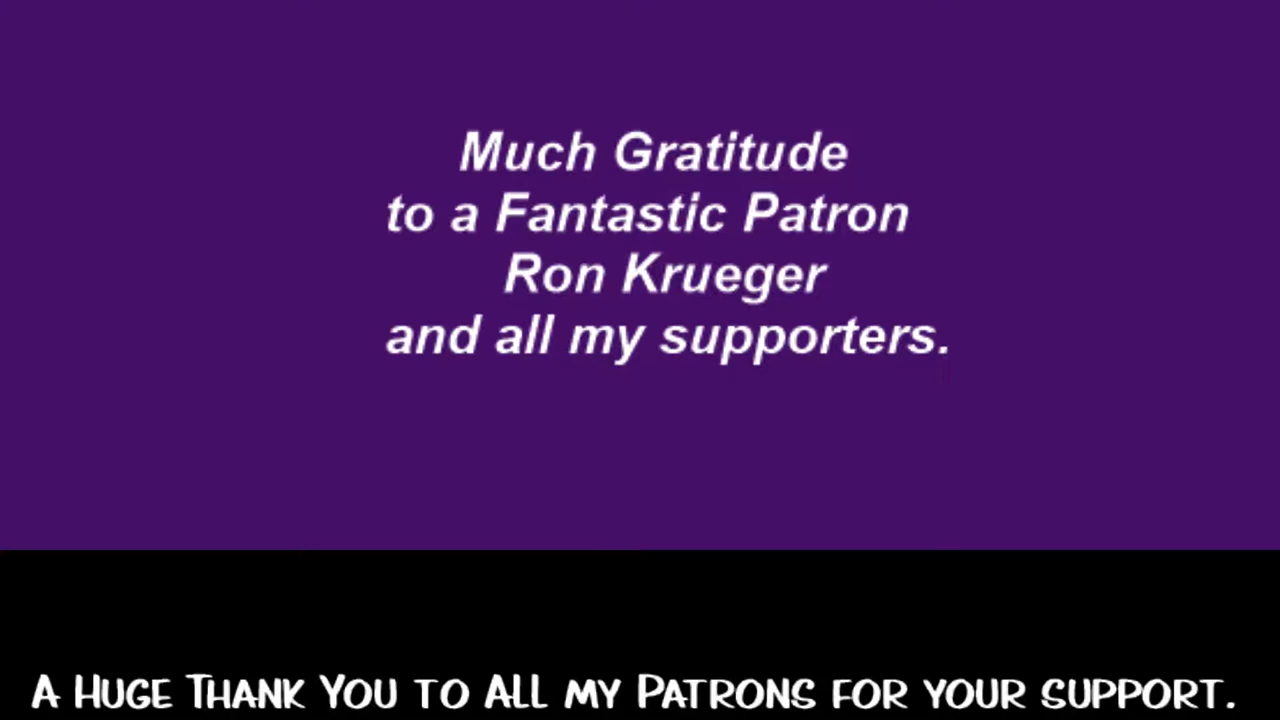 Much Gratitude
to a Fantastic Patron
Ron Krueger
and all my supporters.
A Huge Thank You to All my Patrons for your support.